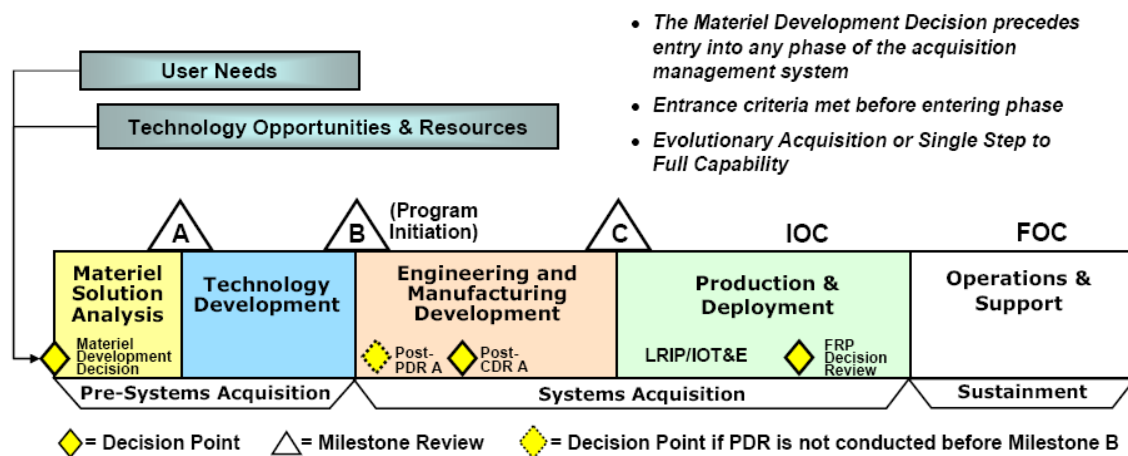 User Needs
Technology Opportunities & Resources
• The Materiel Development Decision precedes
entry into any phase of the acquisition
management system
• Entrance criteria met before entering phase
• Evolutionary Acquisition or Single Step to
Full Capability
A
B
(Program
Initiation)
C
IOC
FOC
Materiel
Solution
Analysis
Technology
Development
Engineering and
Manufacturing
Development
Production &
Deployment
Operations &
Support
Materiel
Development
Decision
Post-
PDR A
Post-
CDR A
LRIP/IOT&E
FRP
Decision
Review
Pre-Systems Acquisition
Systems Acquisition
Sustainment
= Decision Point
= Milestone Review
= Decision Point if PDR is not conducted before Milestone B